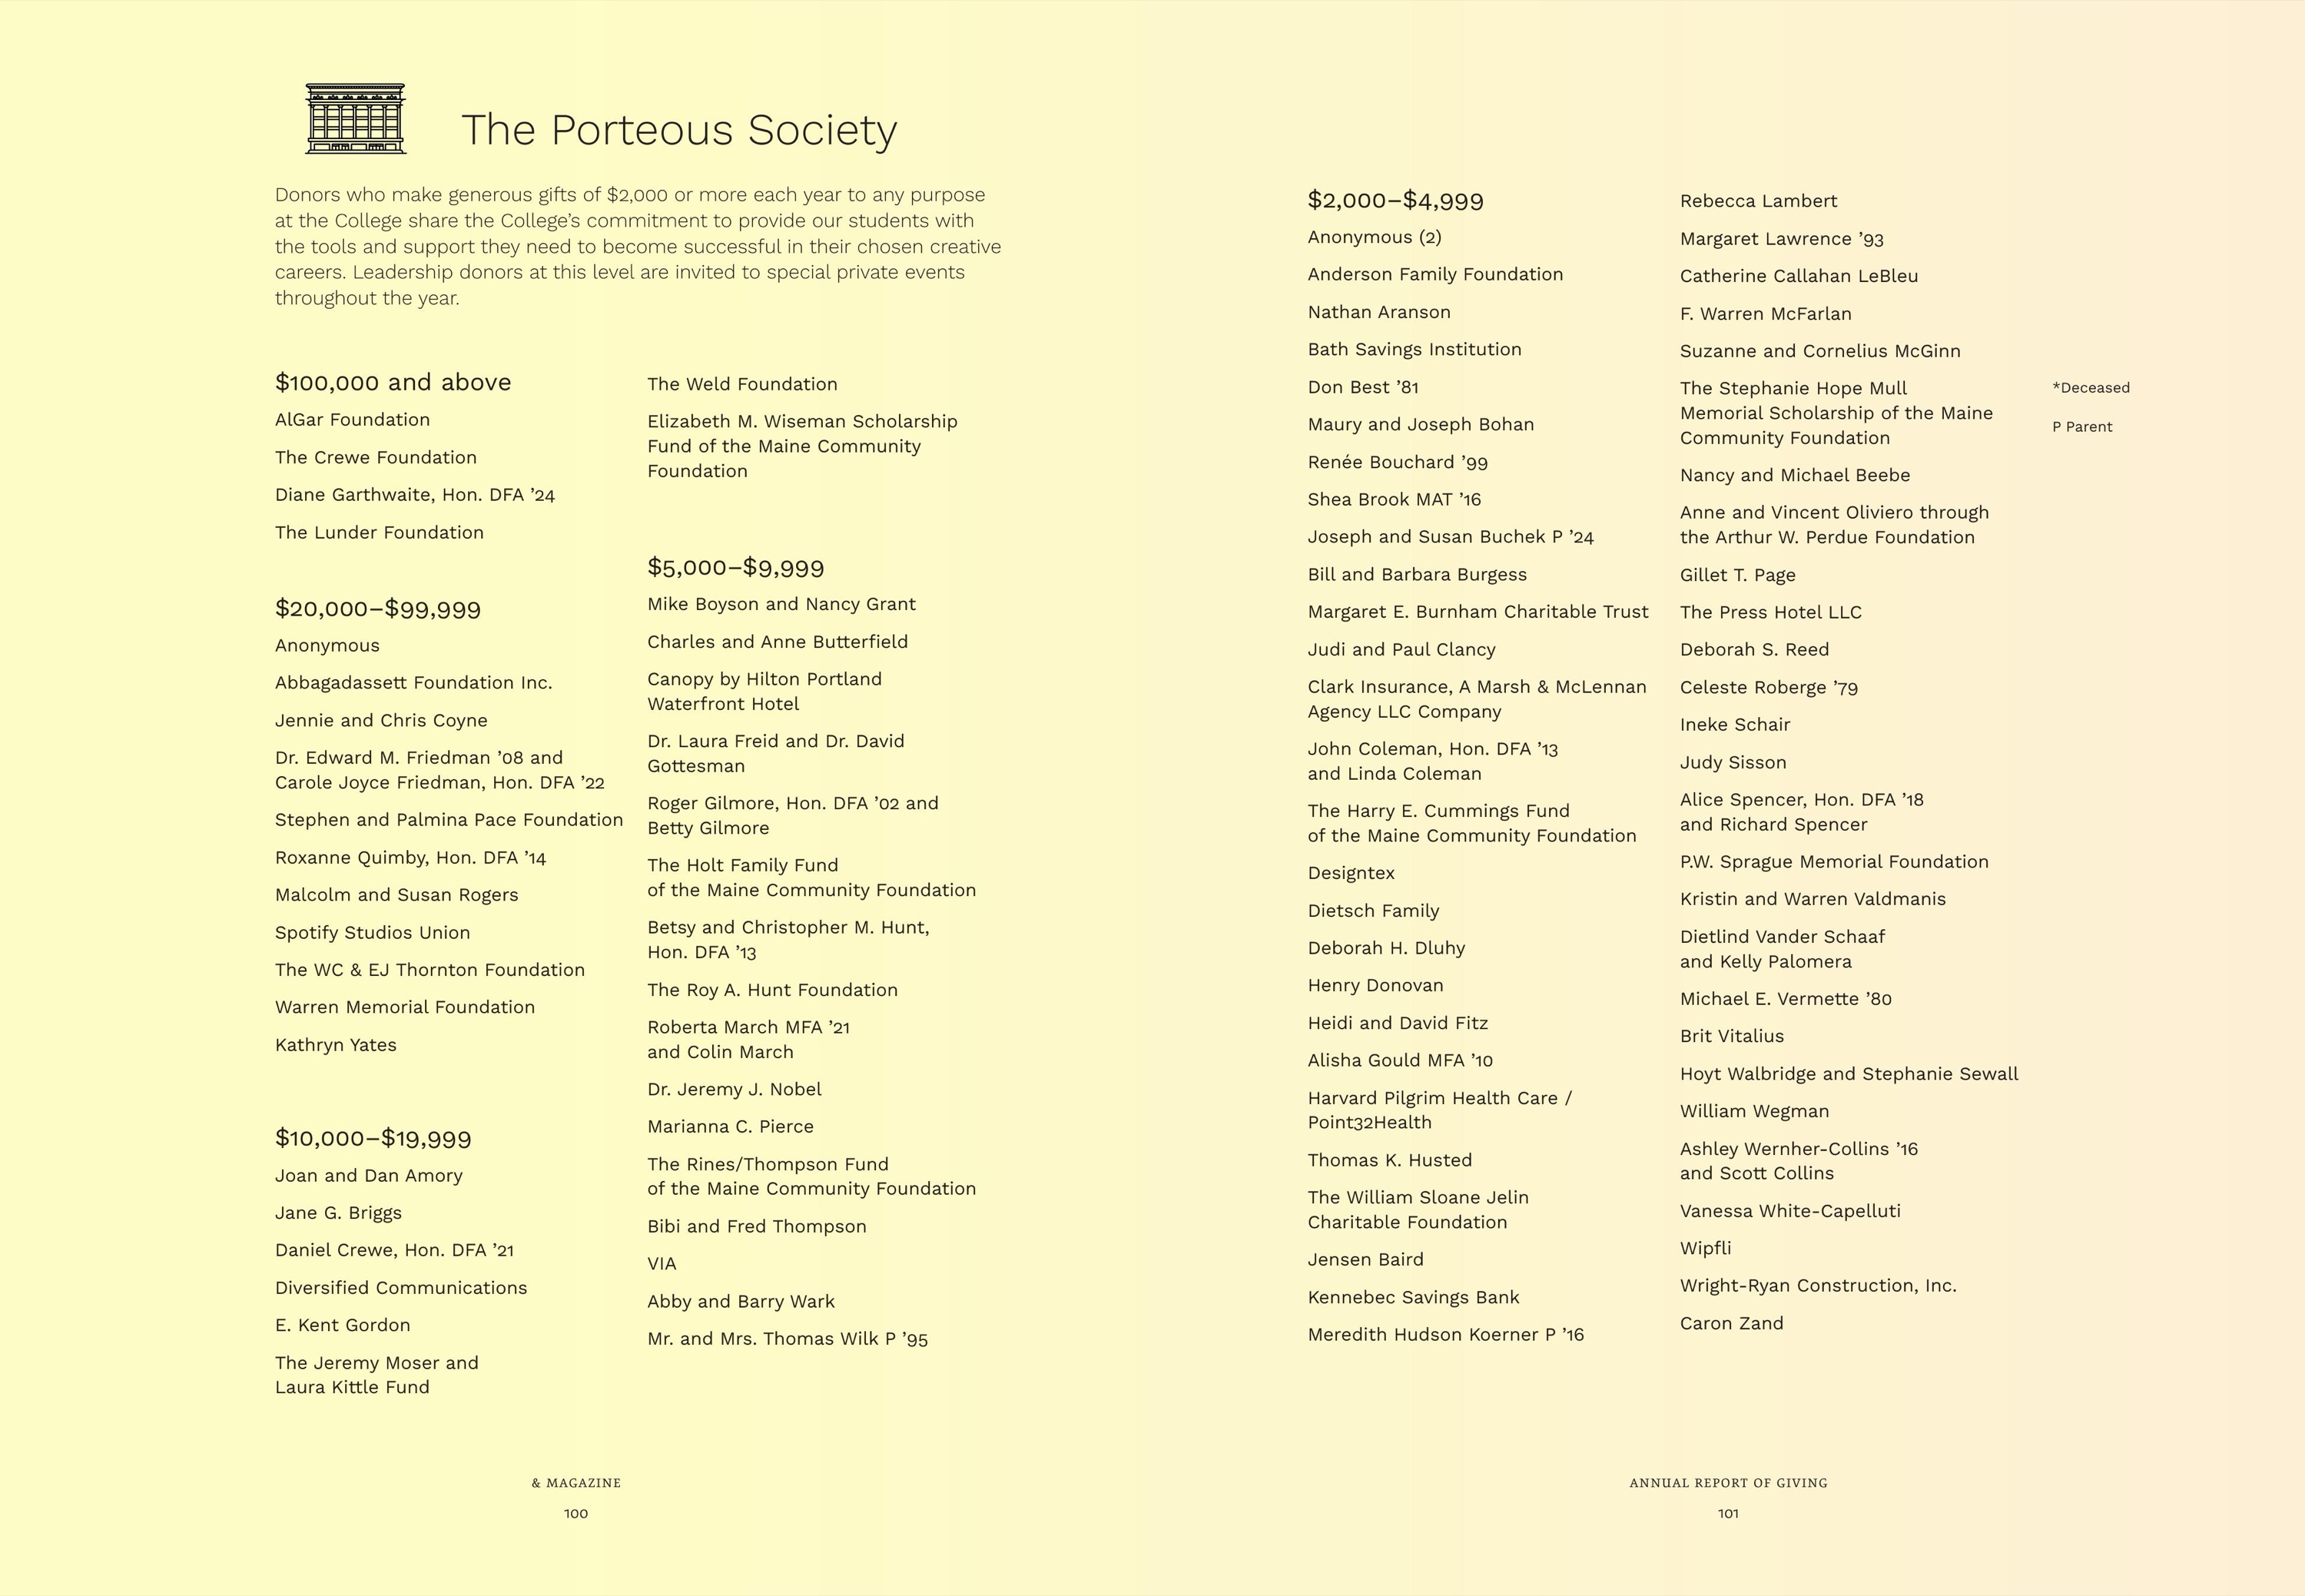 The Porteous Society
Donors who make generous gifts of $2,000 or more each year to any purpose
at the College share the College’s commitment to provide our students with
the tools and support they need to become successful in their chosen creative
careers. Leadership donors at this level are invited to special private events
throughout the year.
$100,000 and above
AlGar Foundation
The Crewe Foundation
Diane Garthwaite, Hon. DFA ’24
The Lunder Foundation
$20,000–$99,999
Anonymous
Abbagadassett Foundation Inc.
Jennie and Chris Coyne
Dr. Edward M. Friedman ’08 and
Carole Joyce Friedman, Hon. DFA ’22
Stephen and Palmina Pace Foundation
Roxanne Quimby, Hon. DFA ’14
Malcolm and Susan Rogers
Spotify Studios Union
The WC & EJ Thornton Foundation
Warren Memorial Foundation
Kathryn Yates
$10,000–$19,999
Joan and Dan Amory
Jane G. Briggs
Daniel Crewe, Hon. DFA ’21
Diversified Communications
E. Kent Gordon
The Jeremy Moser and
Laura Kittle Fund
The Weld Foundation
Elizabeth M. Wiseman Scholarship
Fund of the Maine Community
Foundation
$5,000–$9,999
Mike Boyson and Nancy Grant
Charles and Anne Butterfield
Canopy by Hilton Portland
Waterfront Hotel
Dr. Laura Freid and Dr. David
Gottesman
Roger Gilmore, Hon. DFA ’02 and
Betty Gilmore
The Holt Family Fund
of the Maine Community Foundation
Betsy and Christopher M. Hunt,
Hon. DFA ’13
The Roy A. Hunt Foundation
Roberta March MFA ’21
and Colin March
Dr. Jeremy J. Nobel
Marianna C. Pierce
The Rines/Thompson Fund
of the Maine Community Foundation
Bibi and Fred Thompson
VIA
Abby and Barry Wark
Mr. and Mrs. Thomas Wilk P ’95
& MAGAZINE
100
$2,000–$4,999
Anonymous (2)
Anderson Family Foundation
Nathan Aranson
Bath Savings Institution
Don Best ’81
Maury and Joseph Bohan
Renée Bouchard ’99
Shea Brook MAT ’16
Joseph and Susan Buchek P ’24
Bill and Barbara Burgess
Margaret E. Burnham Charitable Trust
Judi and Paul Clancy
Clark Insurance, A Marsh & McLennan
Agency LLC Company
John Coleman, Hon. DFA ’13
and Linda Coleman
The Harry E. Cummings Fund
of the Maine Community Foundation
Designtex
Dietsch Family
Deborah H. Dluhy
Henry Donovan
Heidi and David Fitz
Alisha Gould MFA ’10
Harvard Pilgrim Health Care /
Point32Health
Thomas K. Husted
The William Sloane Jelin
Charitable Foundation
Jensen Baird
Kennebec Savings Bank
Meredith Hudson Koerner P ’16
Rebecca Lambert
Margaret Lawrence ’93
Catherine Callahan LeBleu
F. Warren McFarlan
Suzanne and Cornelius McGinn
The Stephanie Hope Mull
Memorial Scholarship of the Maine
Community Foundation
Nancy and Michael Beebe
Anne and Vincent Oliviero through
the Arthur W. Perdue Foundation
Gillet T. Page
The Press Hotel LLC
Deborah S. Reed
Celeste Roberge ’79
Ineke Schair
Judy Sisson
Alice Spencer, Hon. DFA ’18
and Richard Spencer
P.W. Sprague Memorial Foundation
Kristin and Warren Valdmanis
Dietlind Vander Schaaf
and Kelly Palomera
Michael E. Vermette ’80
Brit Vitalius
Hoyt Walbridge and Stephanie Sewall
William Wegman
Ashley Wernher-Collins ’16
and Scott Collins
Vanessa White-Capelluti
Wipfli
Wright-Ryan Construction, Inc.
Caron Zand
*Deceased
P Parent
ANNUAL REPORT OF GIVING
101